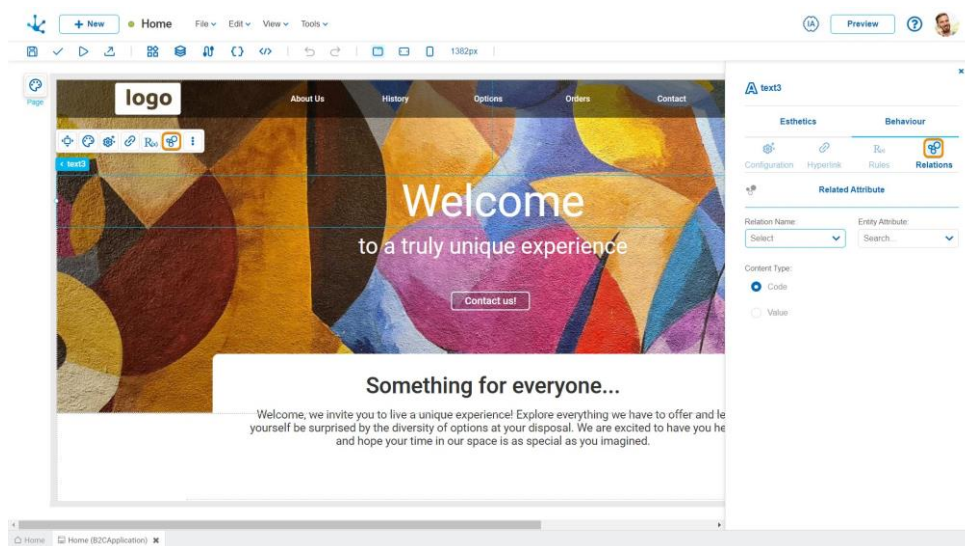 + New
Home
File
Edit
View
Tools
IA
Preview
?
1382px
Page
logo
About Us
History
Options
Orders
Contact
text3
Welcome
to a truly unique experience
Contact us!
Something for everyone...
Welcome, we invite you to live a unique experience! Explore everything we have to offer and le
yourself be surprised by the diversity of options at your disposal. We are excited to have you he
and hope your time in our space is as special as you imagined.
text3
Esthetics
Behaviour
Configuration
Hyperlink
Rules
Relations
Related Attribute
Relation Name:
Entity Attribute:
Select
Search...
Content Type:
Code
Value
Home
Home (B2CApplication)